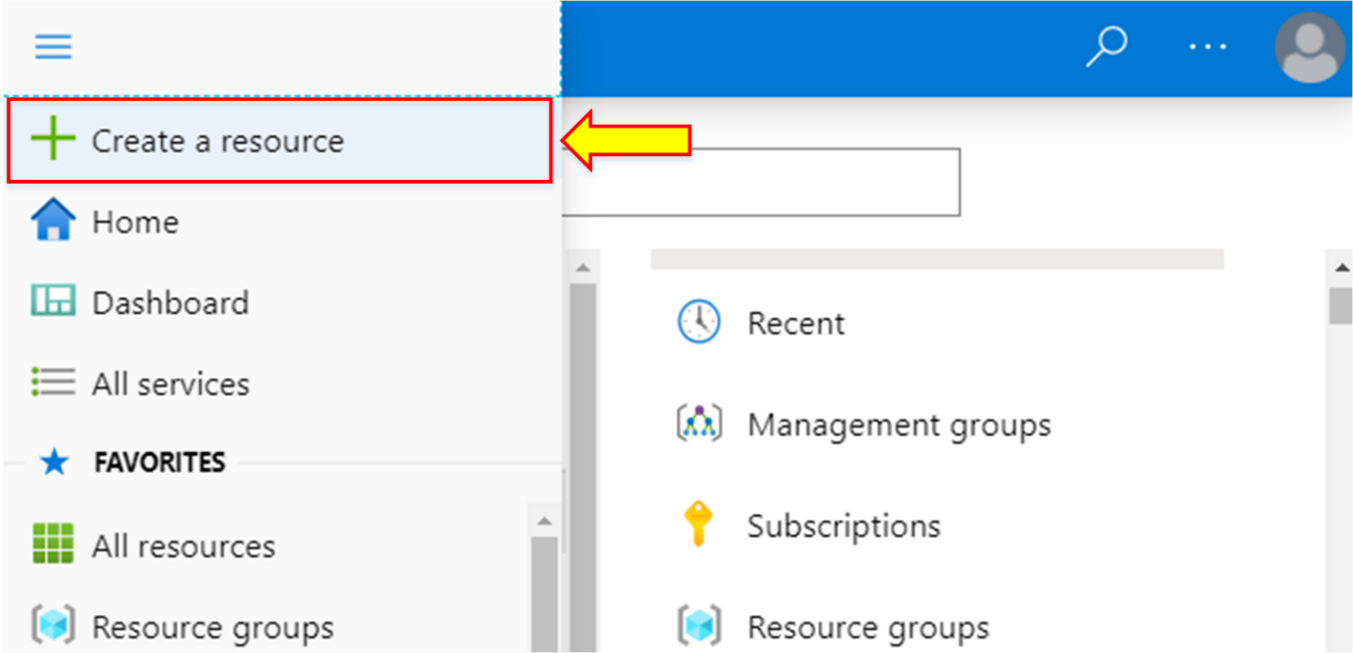 Create a resource
Home
Dashboard
All services
FAVORITES
All resources
Resource groups
Recent
Management groups
Subscriptions
Resource groups